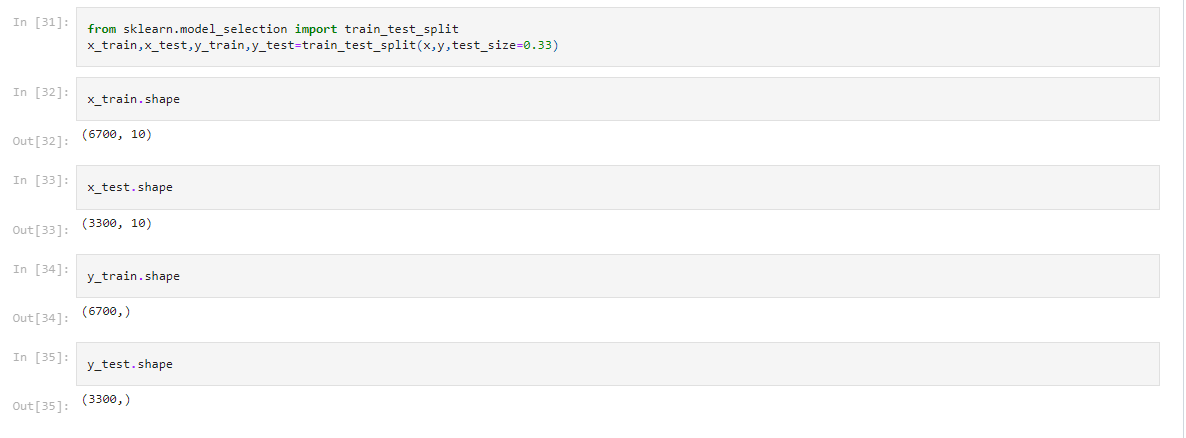 In [31]:
from sklearn.model_selection import train_test_split
x_train,x_test,y_train,y_test=train_test_split(x,y,test_size=0.33)
In [32]:
x_train.shape
Out[32]:
(6700, 10)
In [33]:
x_test.shape
Out[33]:
(3300, 10)
In [34]:
y_train.shape
Out[34]:
(6700,)
In [35]:
y_test.shape
Out[35]:
(3300,)